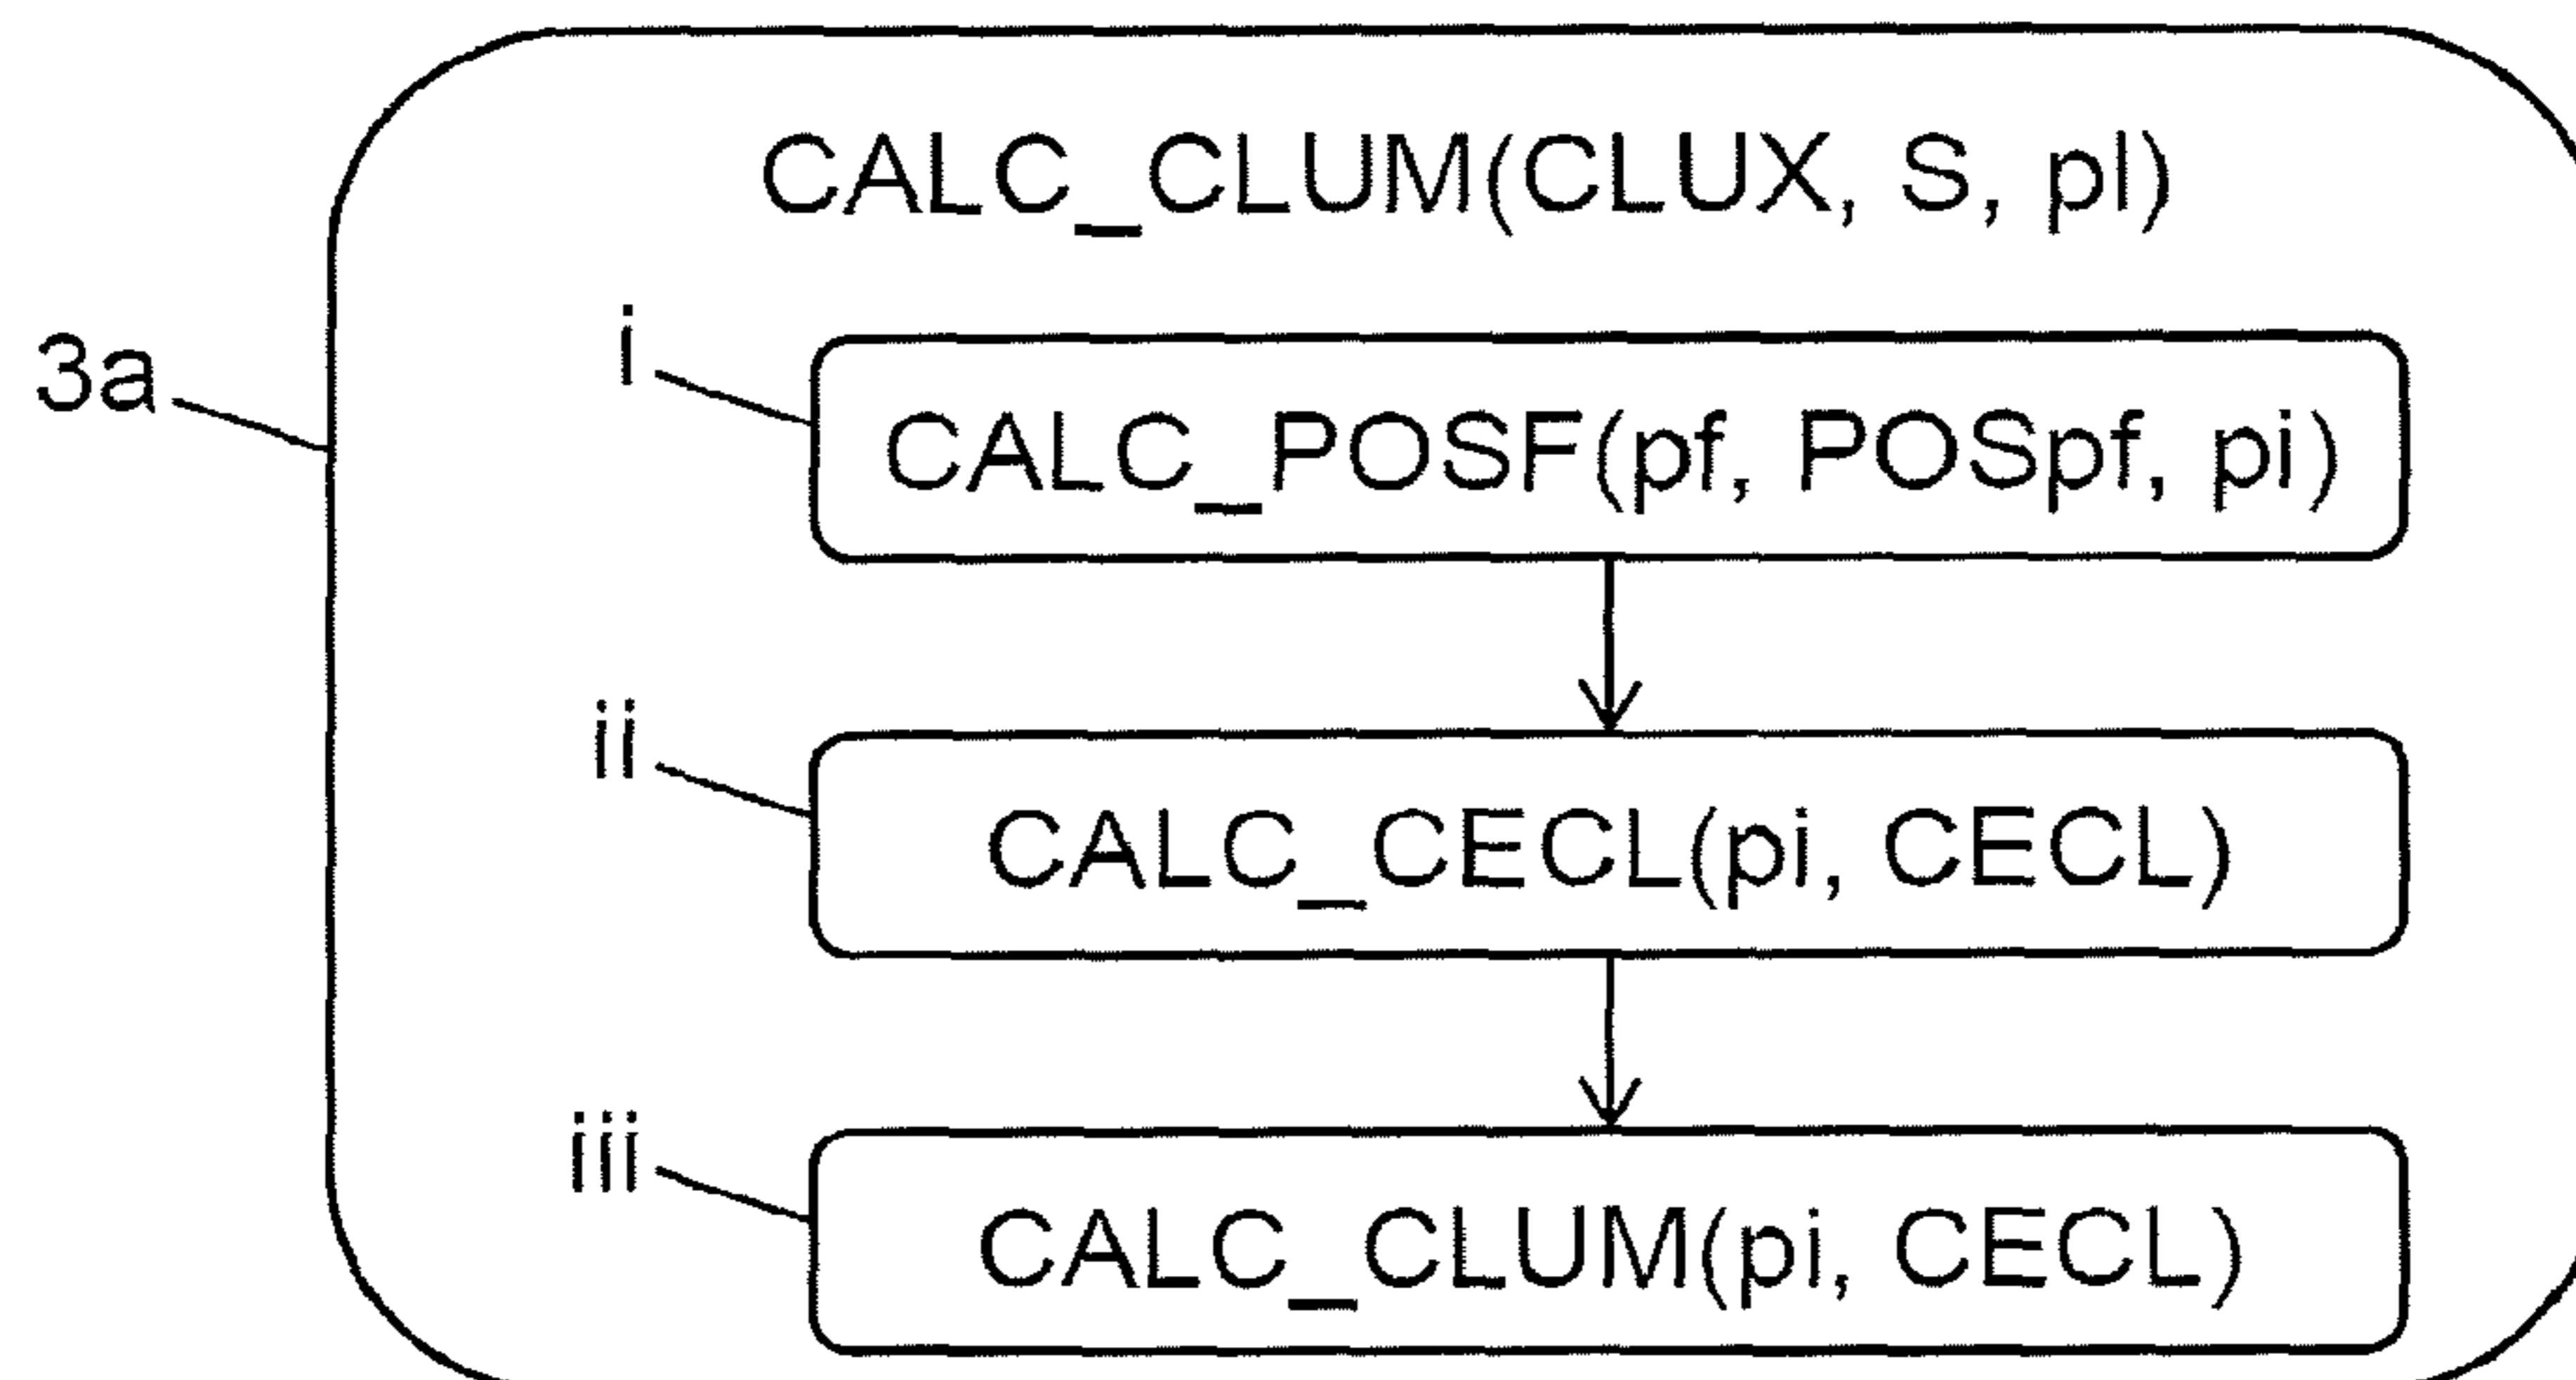 CALC_CLUM(CLUX, S, pl)
3a
i
CALC_POSF(pf, POSpf, pi)
ii
CALC_CECL(pi, CECL)
iii
CALC_CLUM(pi, CECL)